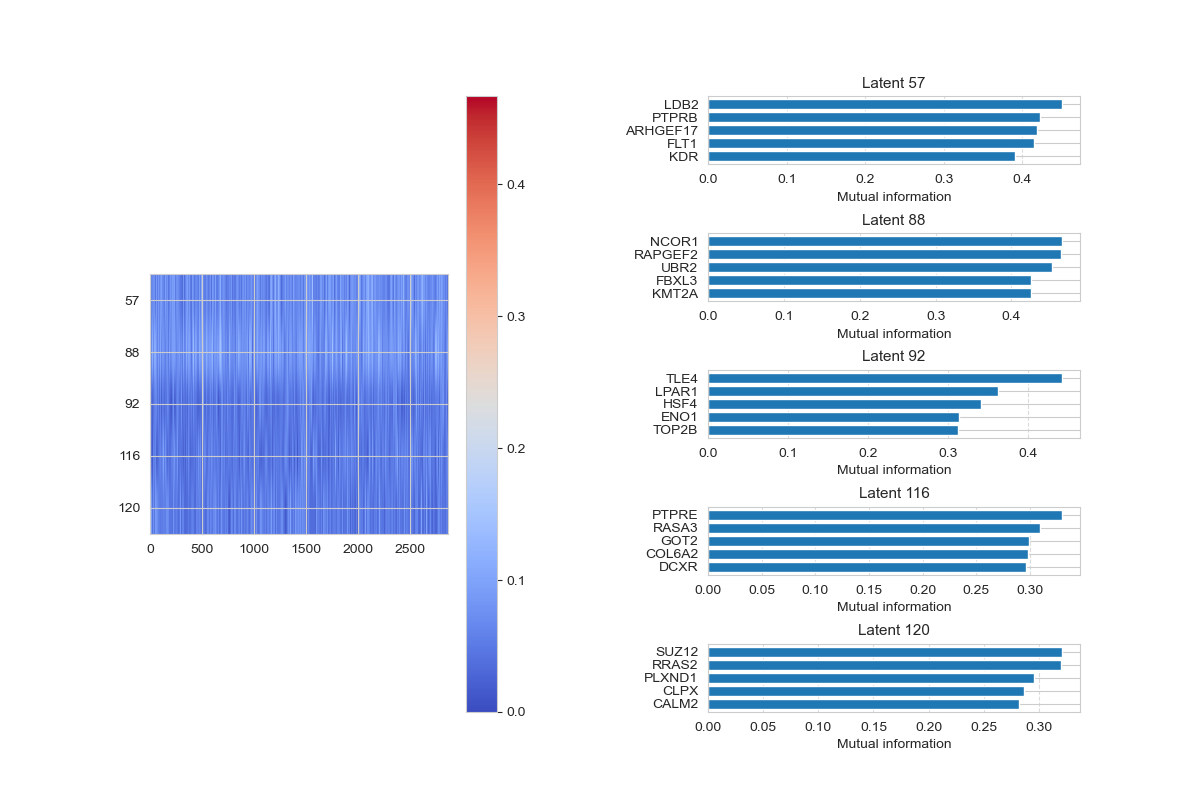 57
88
92
116
120
0 500 1000 1500 2000 2500
0.4
0.3
0.2
0.1
0.0
Latent 57
LDB2
PTPRB
ARHGEF17
FLT1
KDR
0.0 0.1 0.2 0.3 0.4
Mutual information
Latent 88
NCOR1
RAPGEF2
UBR2
FBXL3
KMT2A
0.0 0.1 0.2 0.3 0.4
Mutual information
Latent 92
TLE4
LPAR1
HSF4
ENO1
TOP2B
0.0 0.1 0.2 0.3 0.4
Mutual information
Latent 116
PTPRE
RASA3
GOT2
COL6A2
DCXR
0.00 0.05 0.10 0.15 0.20 0.25 0.30
Mutual information
Latent 120
SUZ12
RRAS2
PLXND1
CLPX
CALM2
0.00 0.05 0.10 0.15 0.20 0.25 0.30
Mutual information